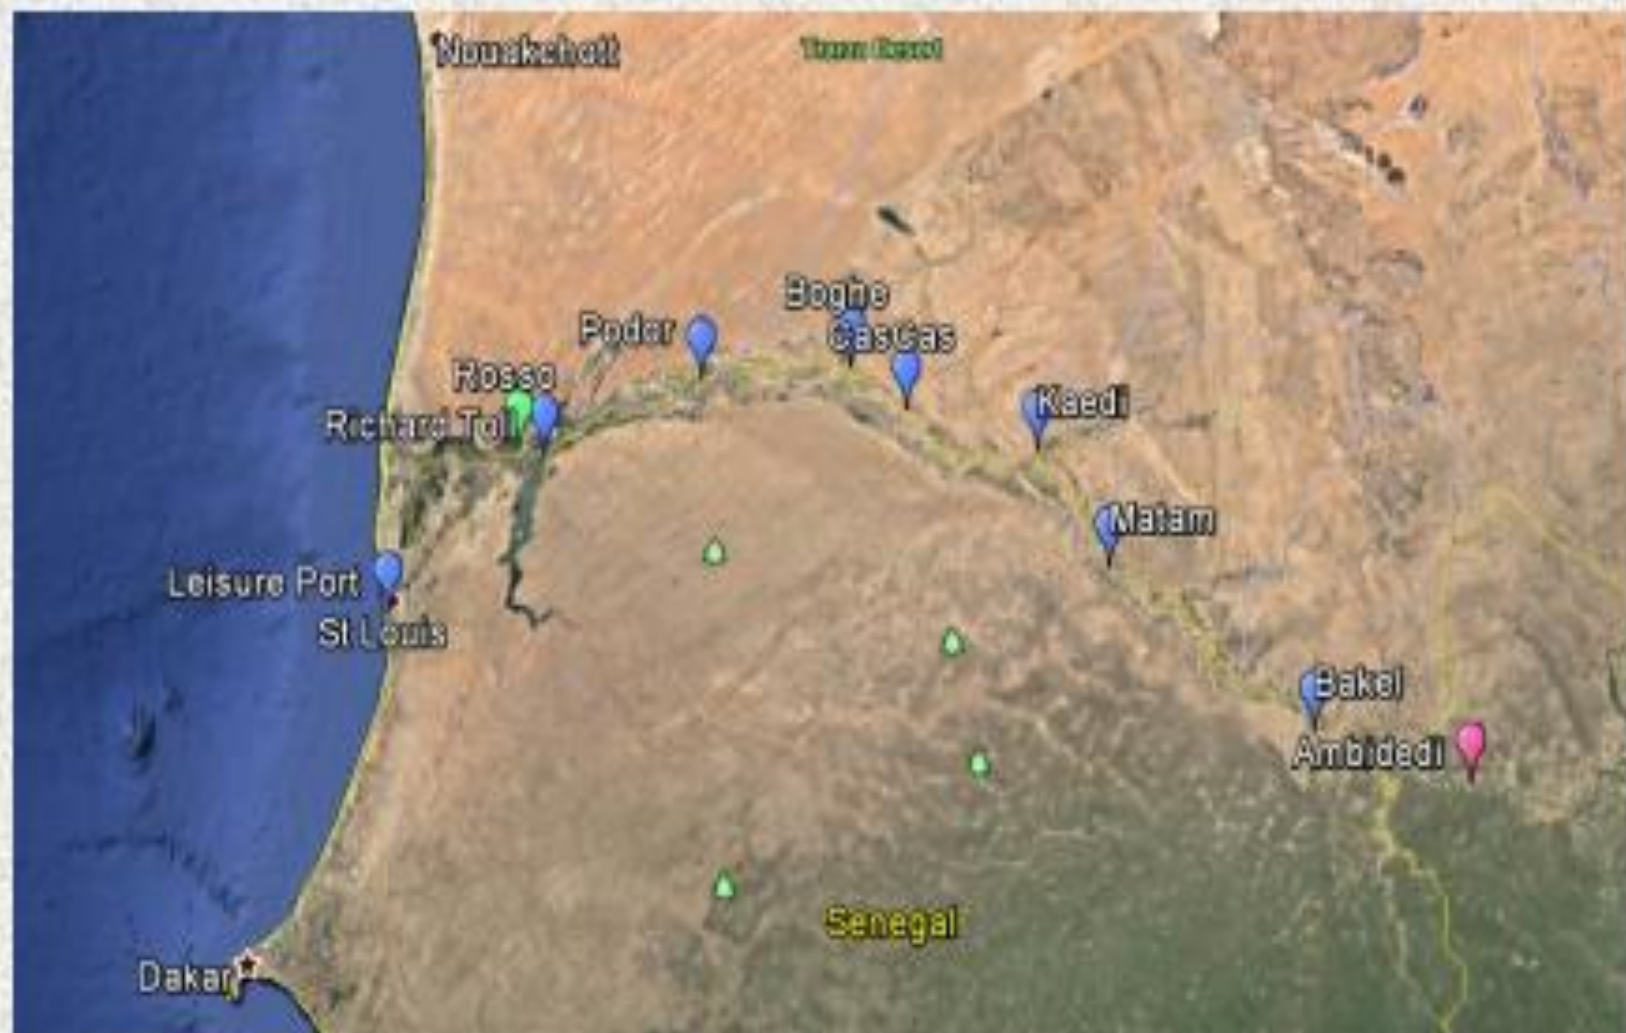 Nouakchott
Boghe
Podor
CasCas
Rosso
Kaedi
Richard Toll
Matam
Leisure Port
St Louis
Bakel
Ambidedi
Senegal
Dakar